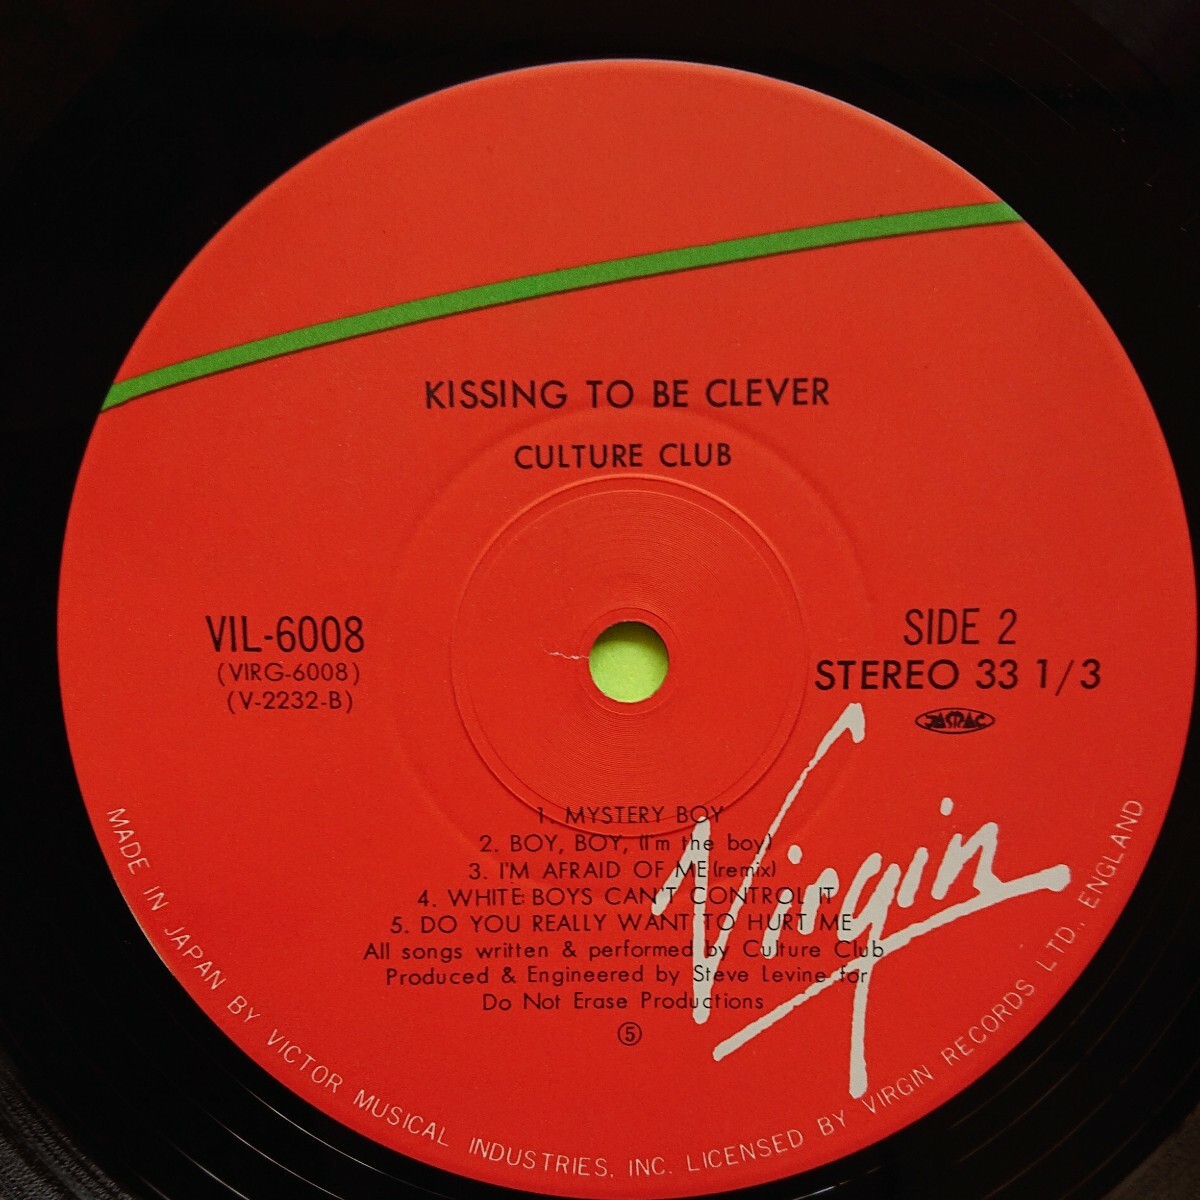 KISSING TO BE CLEVER
CULTURE CLUB
VIL-6008
(VIRG-6008)
(V-2232-B)
SIDE 2
STEREO 33 1/3
JASRAC
1. MYSTERY BOY
2. BOY, BOY, (I'm the boy)
3. I'M AFRAID OF ME (remix)
4. WHITE BOYS CAN'T CONTROL IT
5. DO YOU REALLY WANT TO HURT ME
All songs written & performed by Culture Club
Produced & Engineered by Steve Levine for
Do Not Erase Productions
⑤
Virgin
MADE IN JAPAN BY VICTOR MUSICAL INDUSTRIES, INC. LICENSED BY VIRGIN RECORDS LTD., ENGLAND